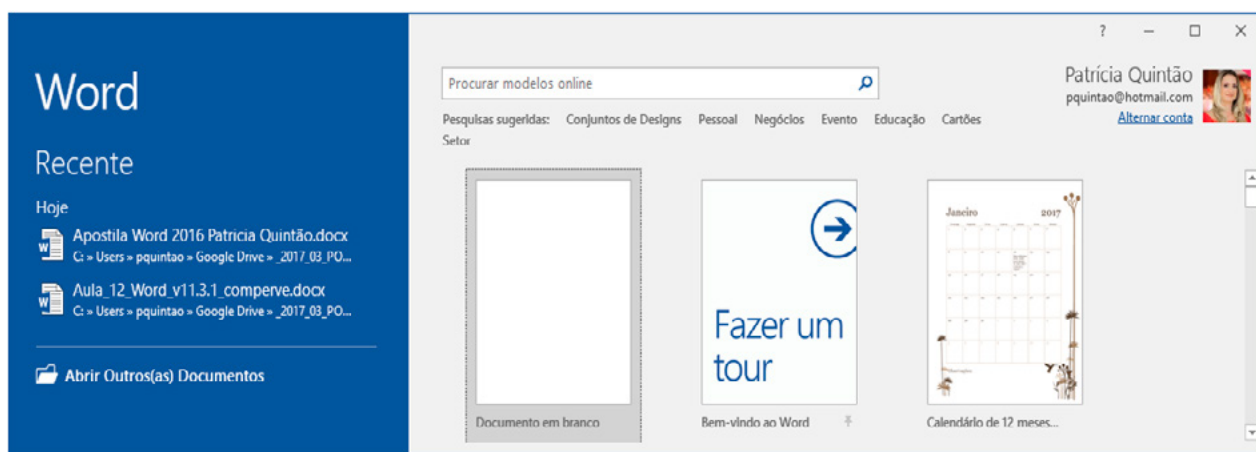 ?
Word
Procurar modelos online
Patrícia Quintão
pquintao@hotmail.com
Alternar conta
Pesquisas sugeridas: Conjuntos de Designs Pessoal Negócios Evento Educação Cartões
Setor
Recente
Hoje
Apostila Word 2016 Patricia Quintão.docx
C: » Users » pquintao » Google Drive » _2017_03_PO...
Aula_12_Word_v11.3.1_comperve.docx
C: » Users » pquintao » Google Drive » _2017_03_PO...
Abrir Outros(as) Documentos
Janeiro 2017
Fazer um
tour
Documento em branco
Bem-vindo ao Word
Calendário de 12 meses...